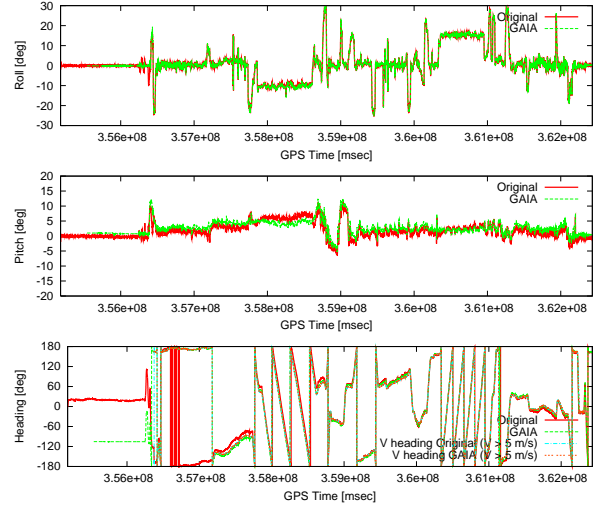 30
20
10
0
-10
-20
-30
Roll [deg]
Original
GAIA
3.56e+08 3.57e+08 3.58e+08 3.59e+08 3.60e+08 3.61e+08 3.62e+08
GPS Time [msec]
20
15
10
5
0
5
10
15
20
Pitch [deg]
Original
GAIA
3.56e+08 3.57e+08 3.58e+08 3.59e+08 3.60e+08 3.61e+08 3.62e+08
GPS Time [msec]
180
120
60
0
-60
-120
-180
Heading [deg]
Original
GAIA
V heading Original (V > 5 m/s)
V heading GAIA (V > 5 m/s)
3.56e+08 3.57e+08 3.58e+08 3.59e+08 3.60e+08 3.61e+08 3.62e+08
GPS Time [msec]